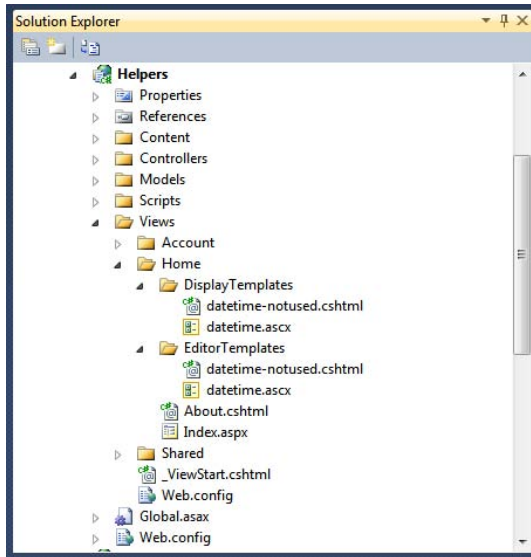 Solution Explorer
Helpers
Properties
References
Content
Controllers
Models
Scripts
Views
Account
Home
DisplayTemplates
datetime-notused.cshtml
datetime.ascx
EditorTemplates
datetime-notused.cshtml
datetime.ascx
About.cshtml
Index.aspx
Shared
_ViewStart.cshtml
Web.config
Global.asax
Web.config